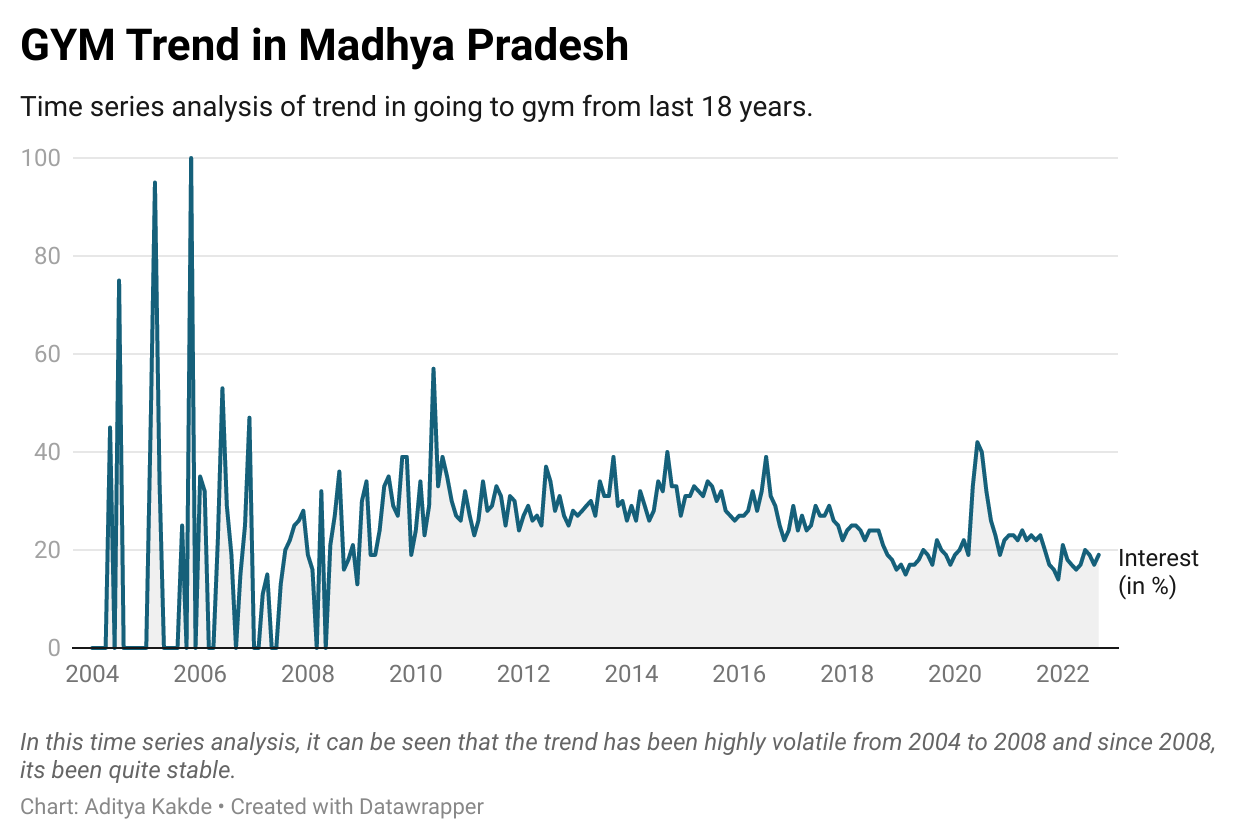 GYM Trend in Madhya Pradesh
Time series analysis of trend in going to gym from last 18 years.
100
80
60
40
20
0
Interest
(in %)
2004 2006 2008 2010 2012 2014 2016 2018 2020 2022
In this time series analysis, it can be seen that the trend has been highly volatile from 2004 to 2008 and since 2008,
its been quite stable.
Chart: Aditya Kakde • Created with Datawrapper